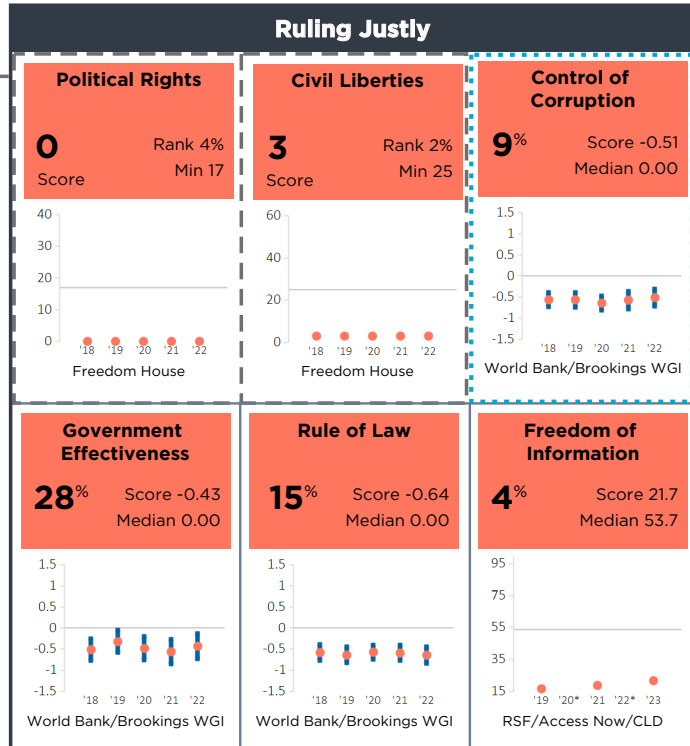 Ruling Justly
Political Rights
0
Score
Rank 4%
Min 17
40
30
20
10
0
'18 '19 '20 '21 '22
Freedom House
Civil Liberties
3
Score
Rank 2%
Min 25
60
40
20
0
'18 '19 '20 '21 '22
Freedom House
Control of
Corruption
9%
Score -0.51
Median 0.00
1.5
1
0.5
0
-0.5
-1
-1.5
'18 '19 '20 '21 '22
World Bank/Brookings WGI
Government
Effectiveness
28%
Score -0.43
Median 0.00
1.5
1
0.5
0
-0.5
-1
-1.5
'18 '19 '20 '21 '22
World Bank/Brookings WGI
Rule of Law
15%
Score -0.64
Median 0.00
1.5
1
0.5
0
-0.5
-1
-1.5
'18 '19 '20 '21 '22
World Bank/Brookings WGI
Freedom of
Information
4%
Score 21.7
Median 53.7
95
75
55
35
15
'19 '20* '21 '22* '23
RSF/Access Now/CLD